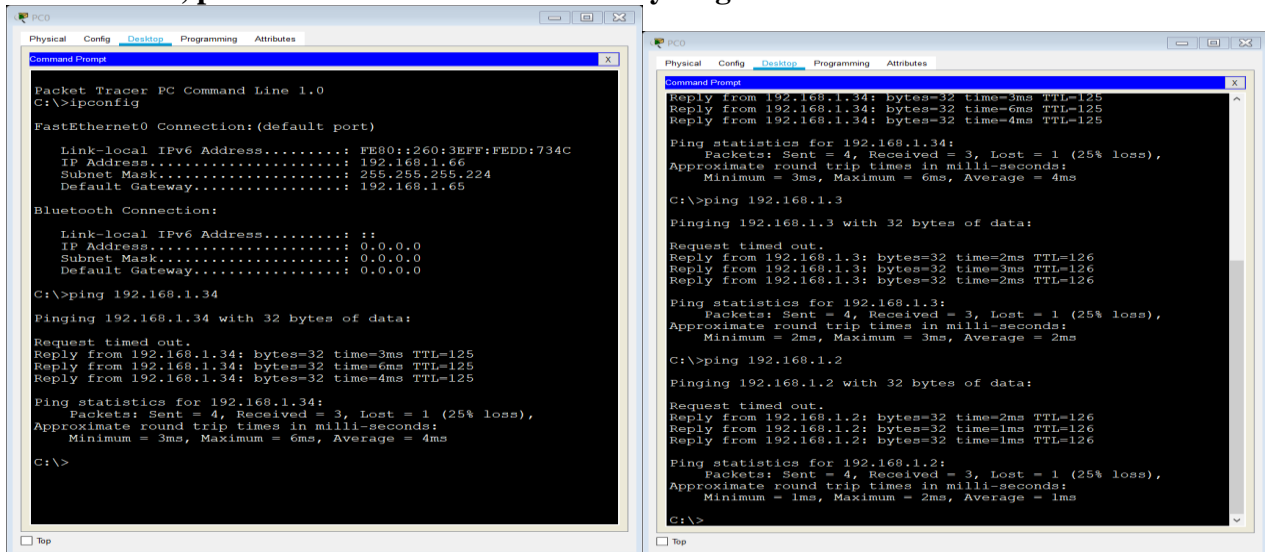 PC0
Physical Config Desktop Programming Attributes
Command Prompt X
Packet Tracer PC Command Line 1.0
C:\>ipconfig
FastEthernet0 Connection:(default port)
Link-local IPv6 Address.........: FE80::260:3EFF:FEDD:734C
IP Address......................: 192.168.1.66
Subnet Mask.....................: 255.255.255.224
Default Gateway.................: 192.168.1.65
Bluetooth Connection:
Link-local IPv6 Address.........: ::
IP Address......................: 0.0.0.0
Subnet Mask.....................: 0.0.0.0
Default Gateway.................: 0.0.0.0
C:\>ping 192.168.1.34
Pinging 192.168.1.34 with 32 bytes of data:
Request timed out.
Reply from 192.168.1.34: bytes=32 time=3ms TTL=125
Reply from 192.168.1.34: bytes=32 time=6ms TTL=125
Reply from 192.168.1.34: bytes=32 time=4ms TTL=125
Ping statistics for 192.168.1.34:
Packets: Sent = 4, Received = 3, Lost = 1 (25% loss),
Approximate round trip times in milli-seconds:
Minimum = 3ms, Maximum = 6ms, Average = 4ms
C:\>
Top
PC0
Physical Config Desktop Programming Attributes
Command Prompt X
Reply from 192.168.1.34: bytes=32 time=3ms TTL=125
Reply from 192.168.1.34: bytes=32 time=6ms TTL=125
Reply from 192.168.1.34: bytes=32 time=4ms TTL=125
Ping statistics for 192.168.1.34:
Packets: Sent = 4, Received = 3, Lost = 1 (25% loss),
Approximate round trip times in milli-seconds:
Minimum = 3ms, Maximum = 6ms, Average = 4ms
C:\>ping 192.168.1.3
Pinging 192.168.1.3 with 32 bytes of data:
Request timed out.
Reply from 192.168.1.3: bytes=32 time=2ms TTL=126
Reply from 192.168.1.3: bytes=32 time=3ms TTL=126
Reply from 192.168.1.3: bytes=32 time=2ms TTL=126
Ping statistics for 192.168.1.3:
Packets: Sent = 4, Received = 3, Lost = 1 (25% loss),
Approximate round trip times in milli-seconds:
Minimum = 2ms, Maximum = 3ms, Average = 2ms
C:\>ping 192.168.1.2
Pinging 192.168.1.2 with 32 bytes of data:
Request timed out.
Reply from 192.168.1.2: bytes=32 time=2ms TTL=126
Reply from 192.168.1.2: bytes=32 time=1ms TTL=126
Reply from 192.168.1.2: bytes=32 time=1ms TTL=126
Ping statistics for 192.168.1.2:
Packets: Sent = 4, Received = 3, Lost = 1 (25% loss),
Approximate round trip times in milli-seconds:
Minimum = 1ms, Maximum = 2ms, Average = 1ms
C:\>
Top